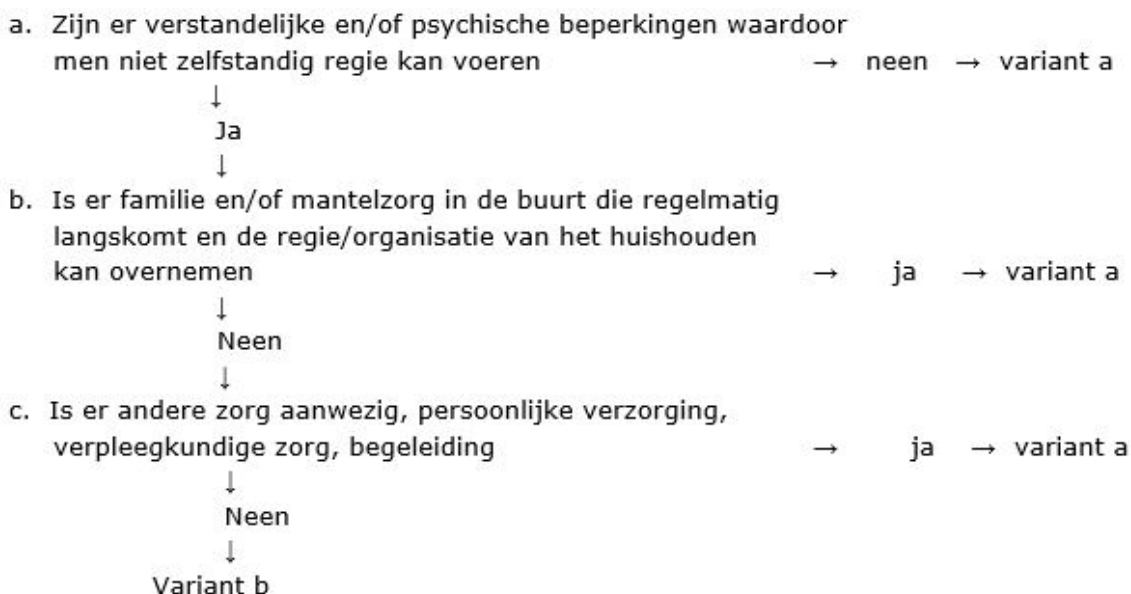 a. Zijn er verstandelijke en/of psychische beperkingen waardoor
men niet zelfstandig regie kan voeren → neen → variant a
↓
Ja
↓
b. Is er familie en/of mantelzorg in de buurt die regelmatig
langskomt en de regie/organisatie van het huishouden
kan overnemen → ja → variant a
↓
Neen
↓
c. Is er andere zorg aanwezig, persoonlijke verzorging,
verpleegkundige zorg, begeleiding → ja → variant a
↓
Neen
↓
Variant b